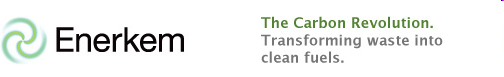 Enerkem
The Carbon Revolution.
Transforming waste into
clean fuels.